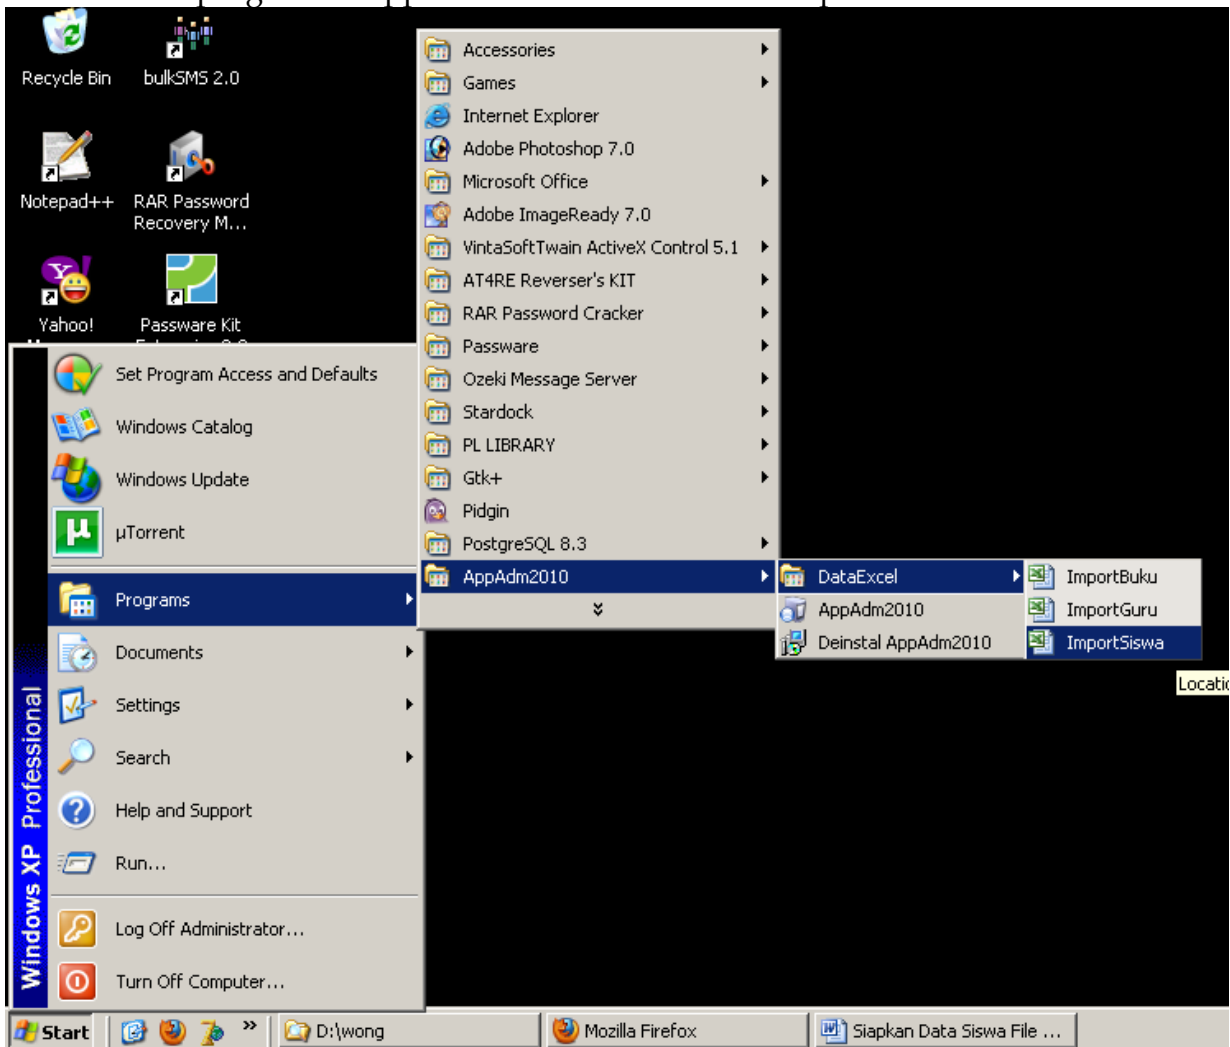 Recycle Bin
bulkSMS 2.0
Notepad++
RAR Password
Recovery M...
Yahoo!
Passware Kit
Accessories
Games
Internet Explorer
Adobe Photoshop 7.0
Microsoft Office
Adobe ImageReady 7.0
VintaSoftTwain ActiveX Control 5.1
AT4RE Reverser's KIT
RAR Password Cracker
Passware
Ozeki Message Server
Stardock
PL LIBRARY
Gtk+
Pidgin
PostgreSQL 8.3
AppAdm2010
DataExcel
AppAdm2010
Deinstal AppAdm2010
ImportBuku
ImportGuru
ImportSiswa
Locatio
Set Program Access and Defaults
Windows Catalog
Windows Update
µTorrent
Programs
Documents
Settings
Search
Help and Support
Run...
Log Off Administrator...
Turn Off Computer...
Windows XP Professional
Start
D:\wong
Mozilla Firefox
Siapkan Data Siswa File ...